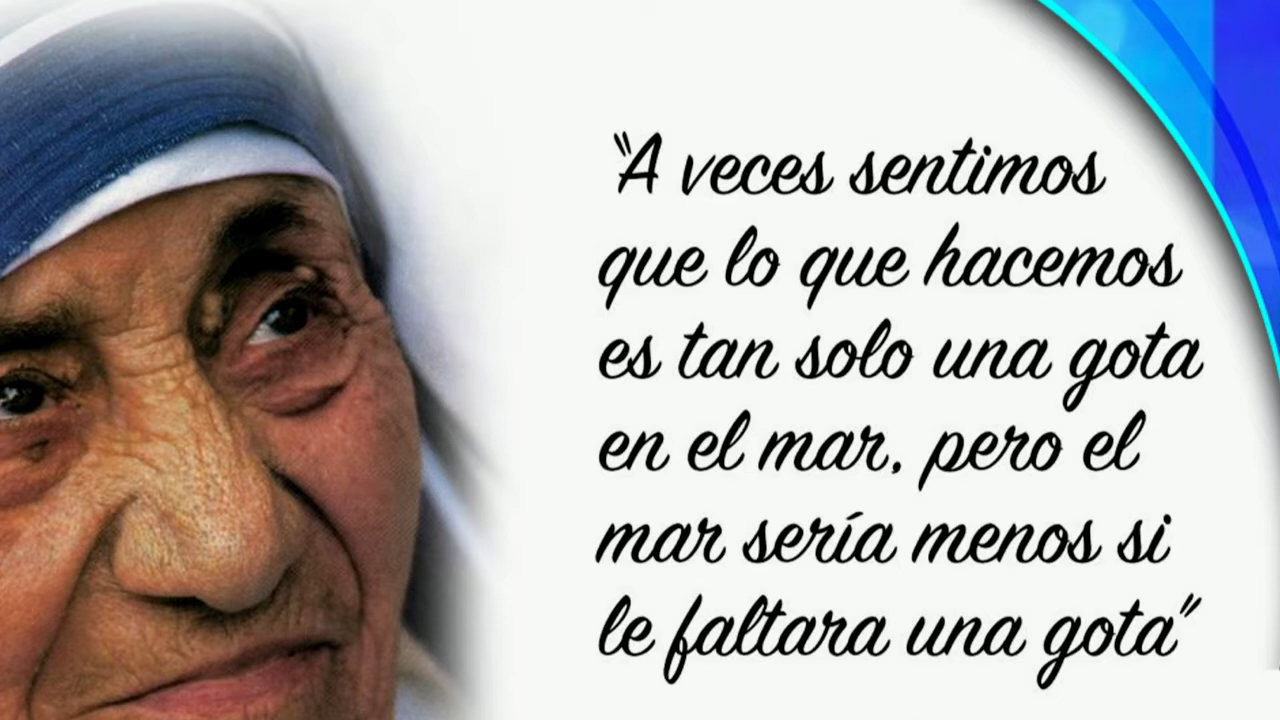 "A veces sentimos
que lo que hacemos
es tan solo una gota
en el mar, pero el
mar sería menos si
le faltara una gota"